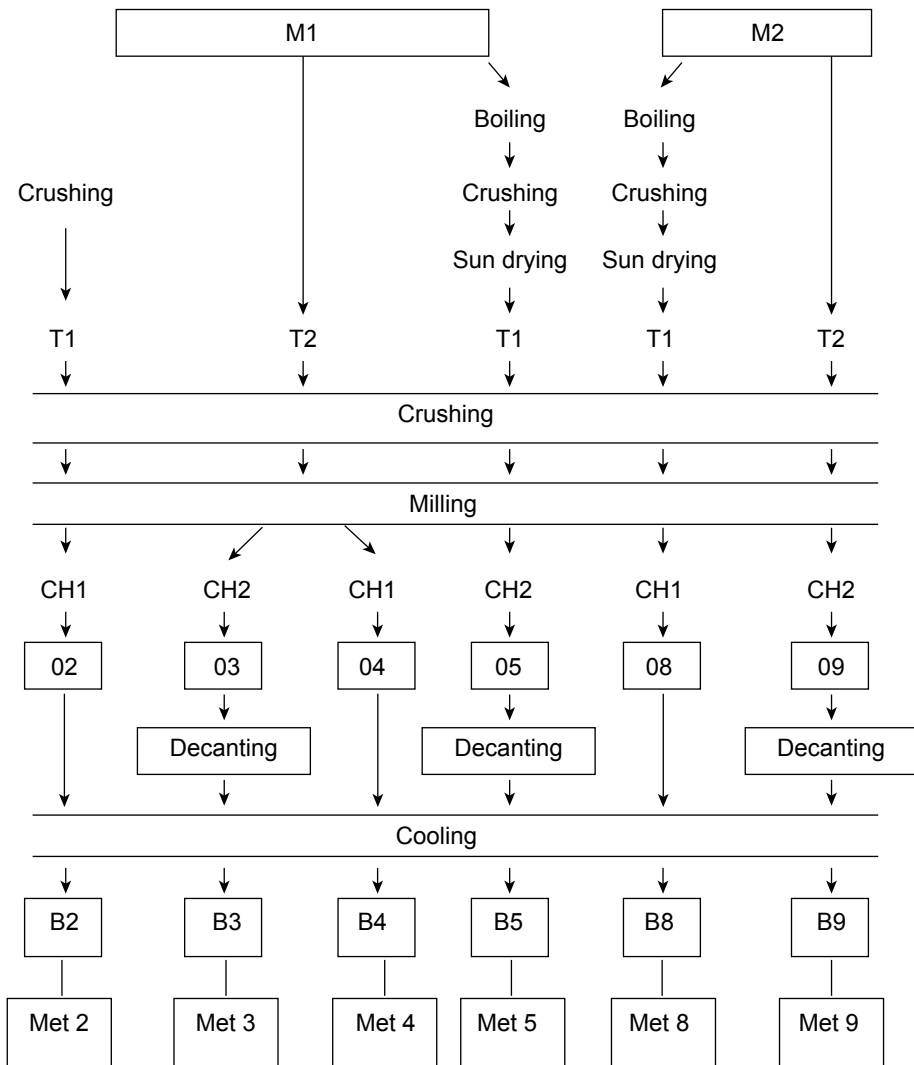 M1 M2
Boiling Boiling
Crushing Crushing Crushing
Sun drying Sun drying
T1 T2 T1 T1 T2
Crushing
Milling
CH1 CH2 CH1 CH2 CH1 CH2
02 03 04 05 08 09
Decanting Decanting Decanting
Cooling
B2 B3 B4 B5 B8 B9
Met 2 Met 3 Met 4 Met 5 Met 8 Met 9